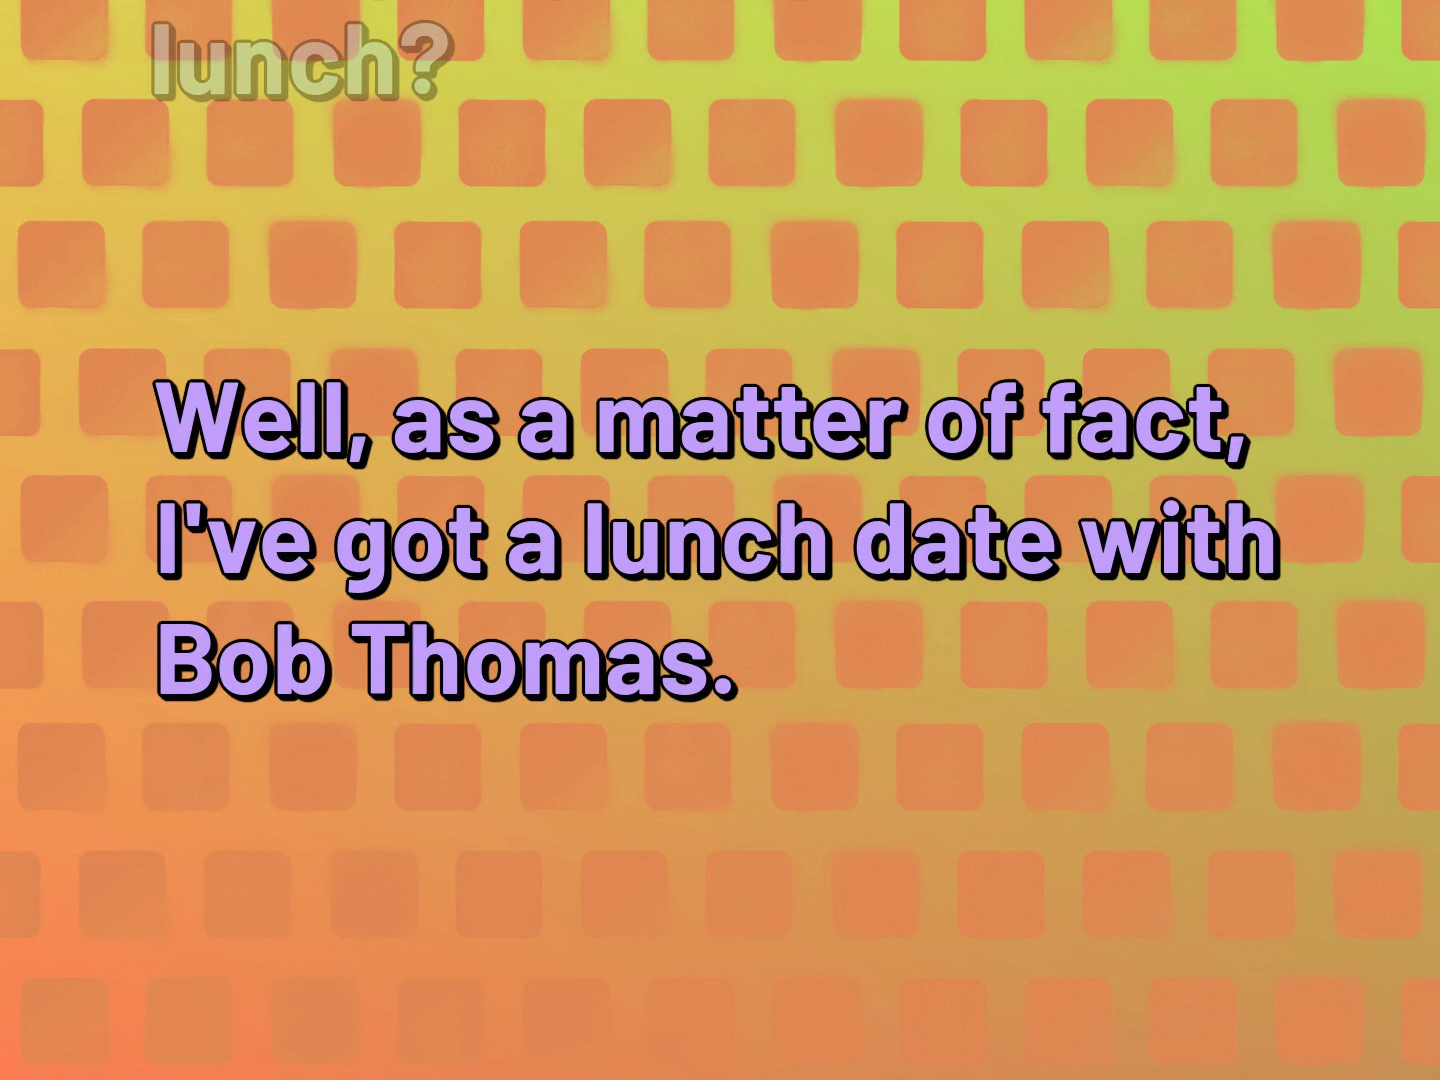 lunch?
Well, as a matter of fact,
I've got a lunch date with
Bob Thomas.